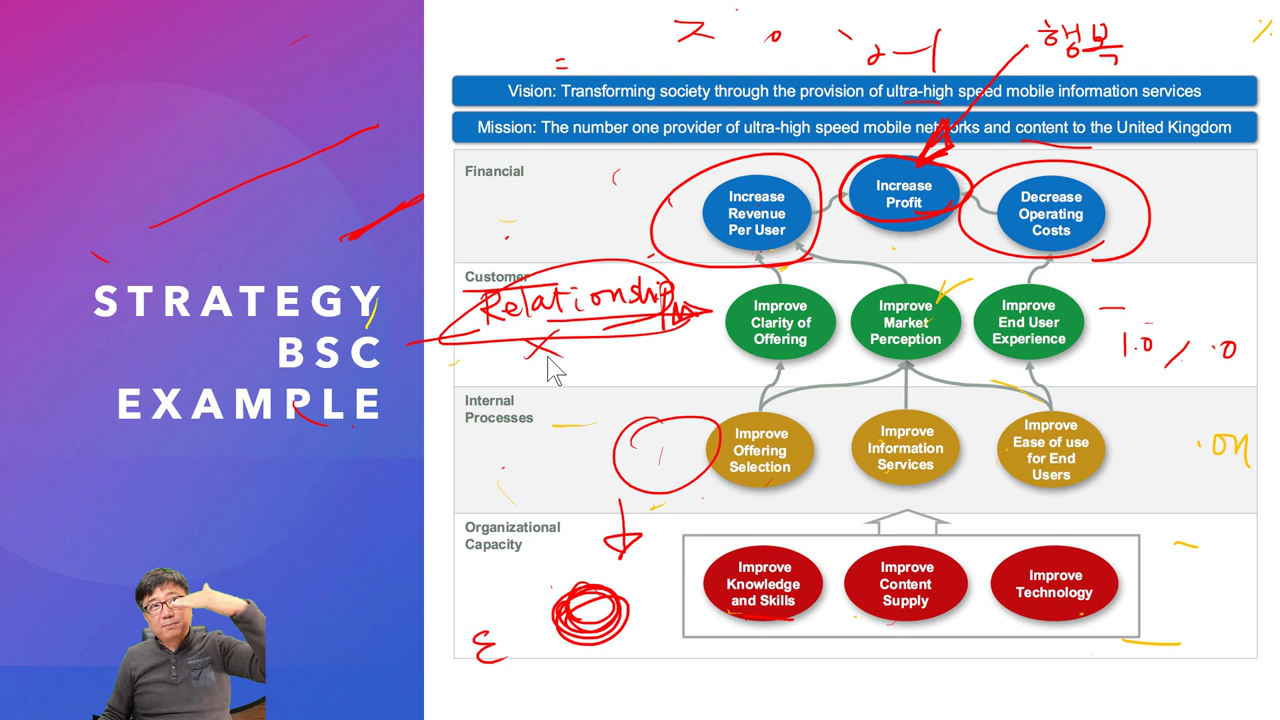 STRATEGY
BSC
EXAMPLE
행복
Vision: Transforming society through the provision of ultra-high speed mobile information services
Mission: The number one provider of ultra-high speed mobile networks and content to the United Kingdom
Financial
Increase
Revenue
Per User
Increase
Profit
Decrease
Operating
Costs
Customer
Relationship
Improve
Clarity of
Offering
Improve
Market
Perception
Improve
End User
Experience
Internal
Processes
Improve
Offering
Selection
Improve
Information
Services
Improve
Ease of use
for End
Users
Organizational
Capacity
Improve
Knowledge
and Skills
Improve
Content
Supply
Improve
Technology